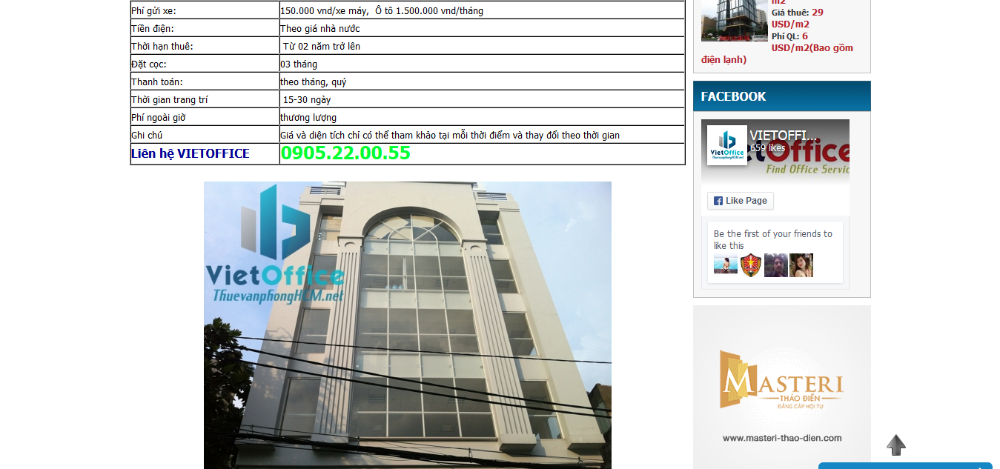 Phí gửi xe: 150.000 vnd/xe máy,  Ô tô 1.500.000 vnd/tháng
Tiền điện: Theo giá nhà nước
Thời hạn thuê: Từ 02 năm trở lên
Đặt cọc: 03 tháng
Thanh toán: theo tháng, quý
Thời gian trang trí 15-30 ngày
Phí ngoài giờ thương lượng
Ghi chú Giá và diện tích chỉ có thể tham khảo tại mỗi thời điểm và thay đổi theo thời gian
Liên hệ VIETOFFICE 0905.22.00.55
VietOffice
ThuevanphongHCM.net
m2
Giá thuê: 29
USD/m2
Phí QL: 6
USD/m2(Bao gồm
điện lạnh)
FACEBOOK
VIETOFFI...
659 likes
VietOffice
ThuevanphongHCM.net
tOffice
Find Office Servic
Like Page
Be the first of your friends to
like this
MASTERI
THẢO ĐIỀN
ĐẲNG CẤP HỘI TỤ
www.masteri-thao-dien.com